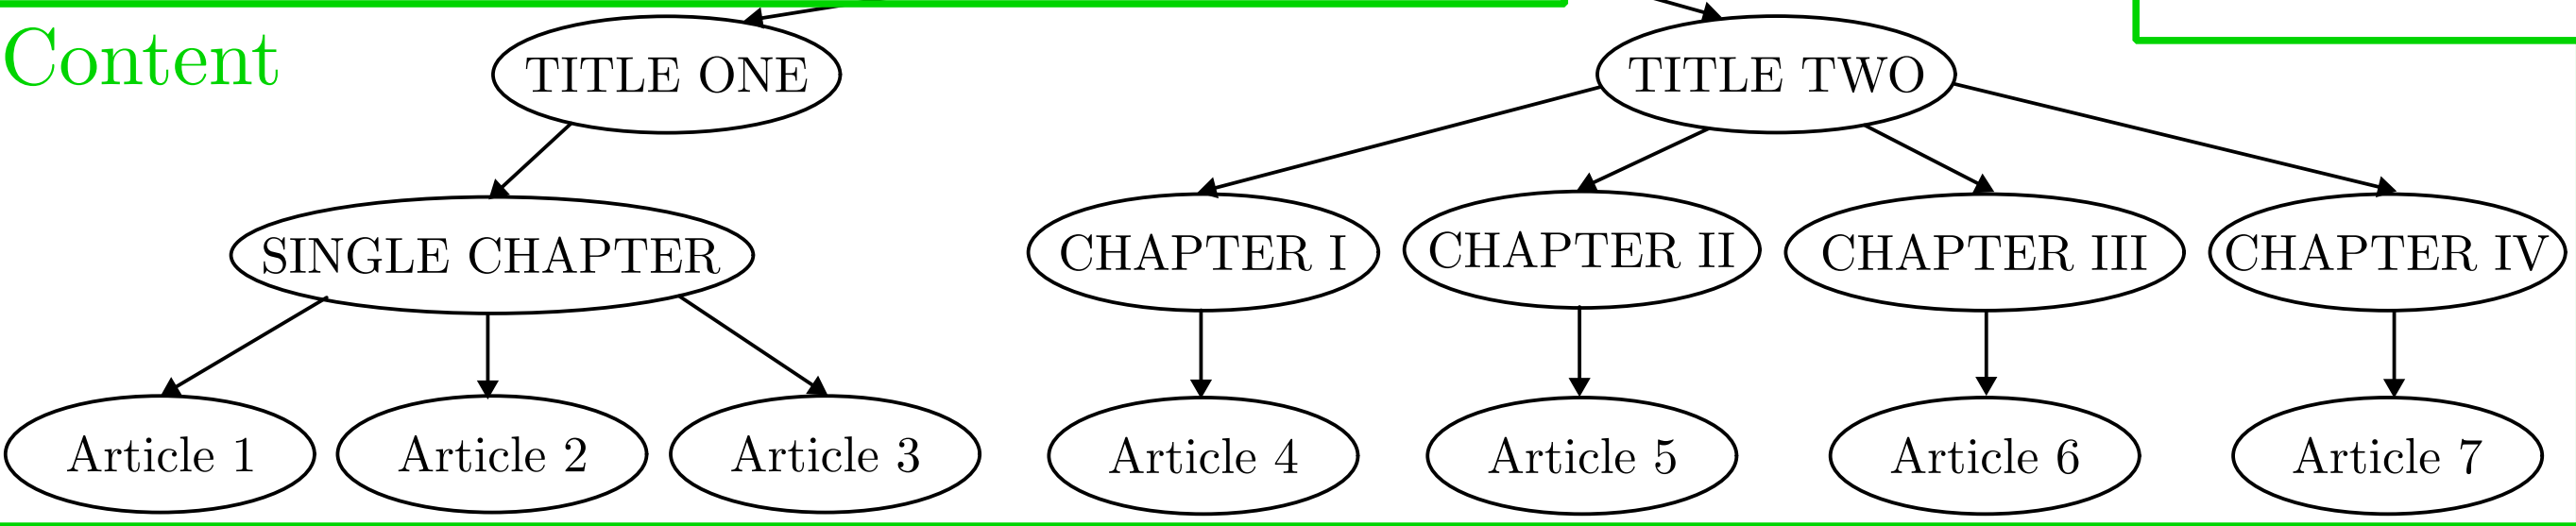 Content
TITLE ONE
TITLE TWO
SINGLE CHAPTER
CHAPTER I
CHAPTER II
CHAPTER III
CHAPTER IV
Article 1
Article 2
Article 3
Article 4
Article 5
Article 6
Article 7